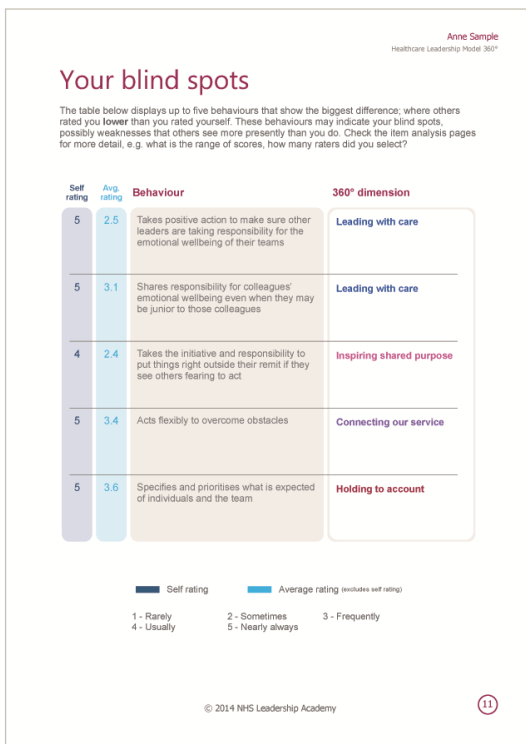 Anne Sample
Healthcare Leadership Model 360°
Your blind spots
The table below displays up to five behaviours that show the biggest difference; where others
rated you lower than you rated yourself. These behaviours may indicate your blind spots,
possibly weaknesses that others see more presently than you do. Check the item analysis pages
for more detail, e.g. what is the range of scores, how many raters did you select?
Self rating
Avg. rating
Behaviour
360° dimension
5
2.5
Takes positive action to make sure other
leaders are taking responsibility for the
emotional wellbeing of their teams
Leading with care
5
3.1
Shares responsibility for colleagues'
emotional wellbeing even when they may
be junior to those colleagues
Leading with care
4
2.4
Takes the initiative and responsibility to
put things right outside their remit if they
see others fearing to act
Inspiring shared purpose
5
3.4
Acts flexibly to overcome obstacles
Connecting our service
5
3.6
Specifies and prioritises what is expected
of individuals and the team
Holding to account
Self rating
Average rating (excludes self rating)
1 - Rarely
2 - Sometimes
3 - Frequently
4 - Usually
5 - Nearly always
© 2014 NHS Leadership Academy
11